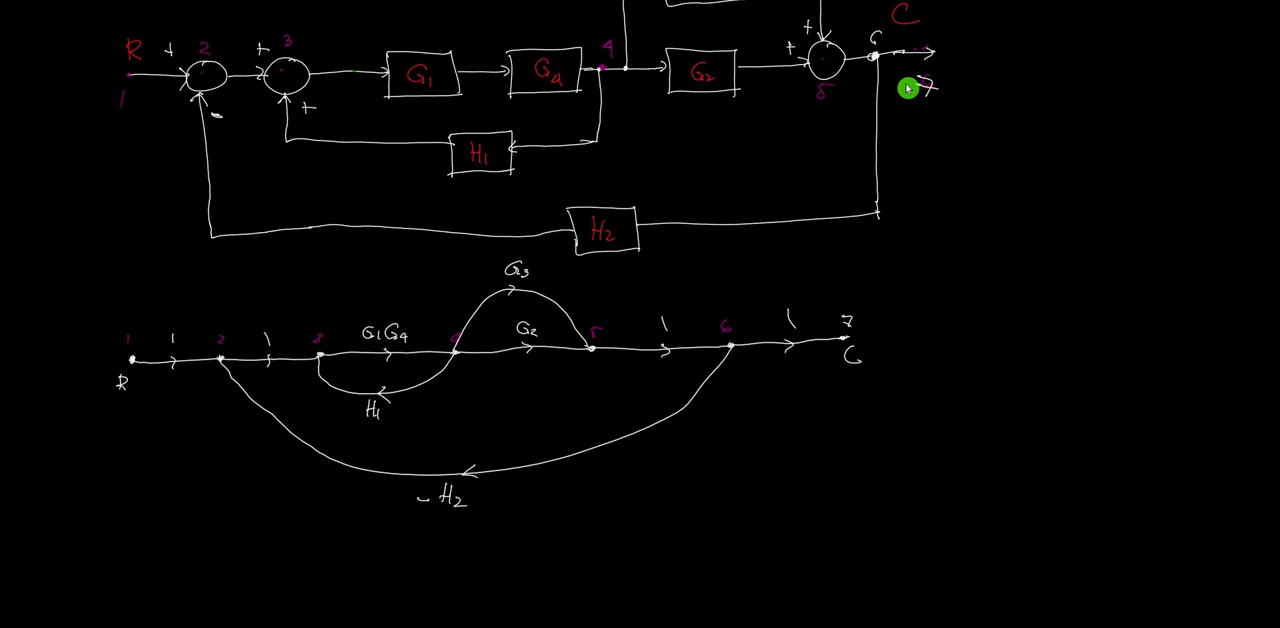 C
R + 2 + 3 4 + + 6
G1 G4 G2
1 - + 5 7
H1
H2
G3
1 1 2 1 3 G1G4 4 G2 5 1 6 1 7
R C
H1
- H2